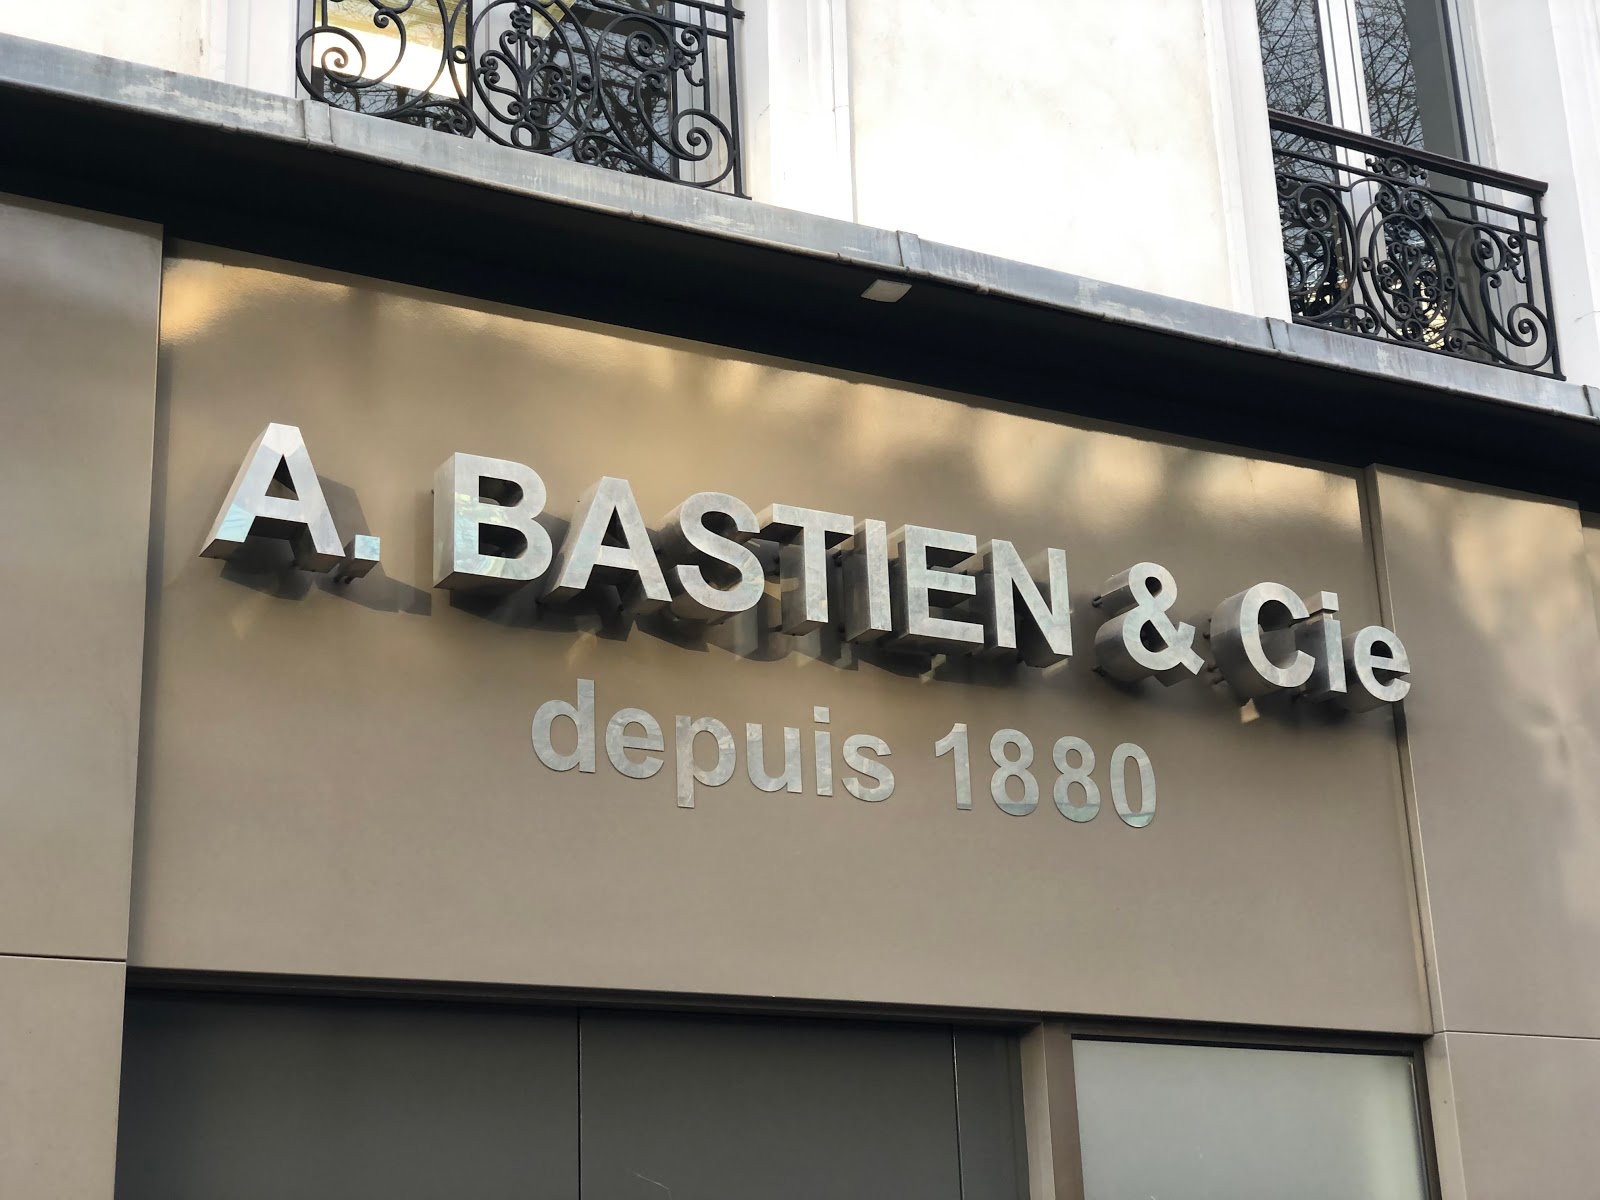 A. BASTIEN & Cie
depuis 1880